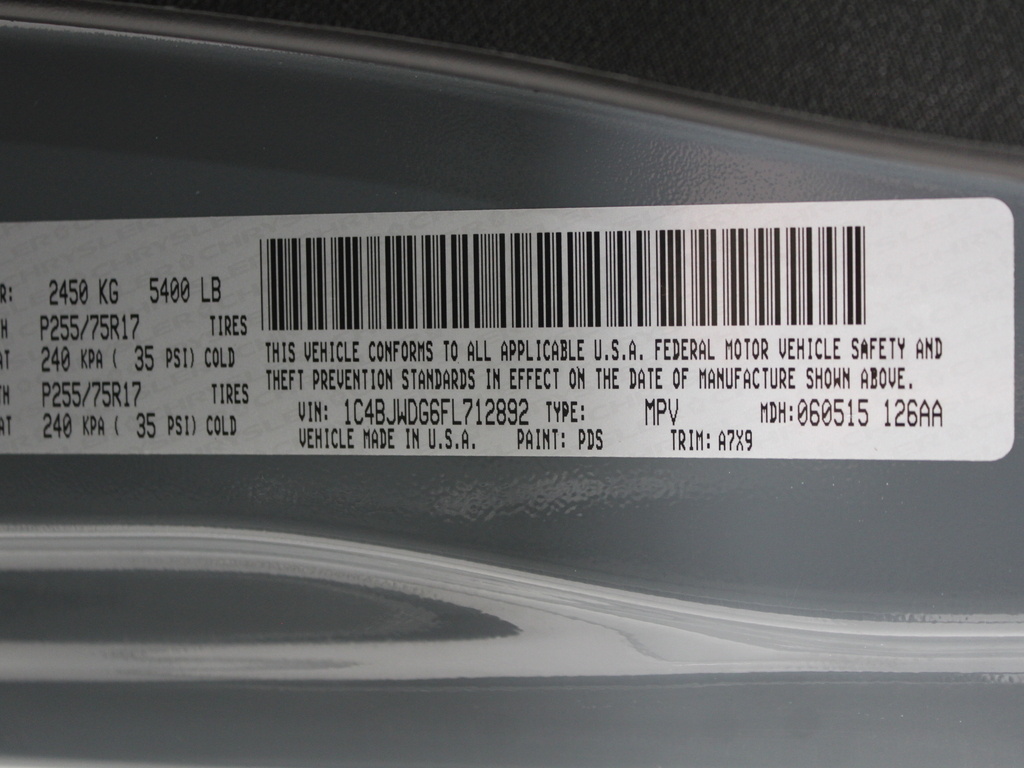 R: 2450 KG 5400 LB
H P255/75R17 TIRES
AT 240 KPA ( 35 PSI) COLD
TH P255/75R17 TIRES
AT 240 KPA ( 35 PSI) COLD
THIS VEHICLE CONFORMS TO ALL APPLICABLE U.S.A. FEDERAL MOTOR VEHICLE SAFETY AND
THEFT PREVENTION STANDARDS IN EFFECT ON THE DATE OF MANUFACTURE SHOWN ABOVE.
VIN: 1C4BJWDG6FL712892 TYPE: MPV MDH:060515 126AA
VEHICLE MADE IN U.S.A. PAINT: PDS TRIM: A7X9